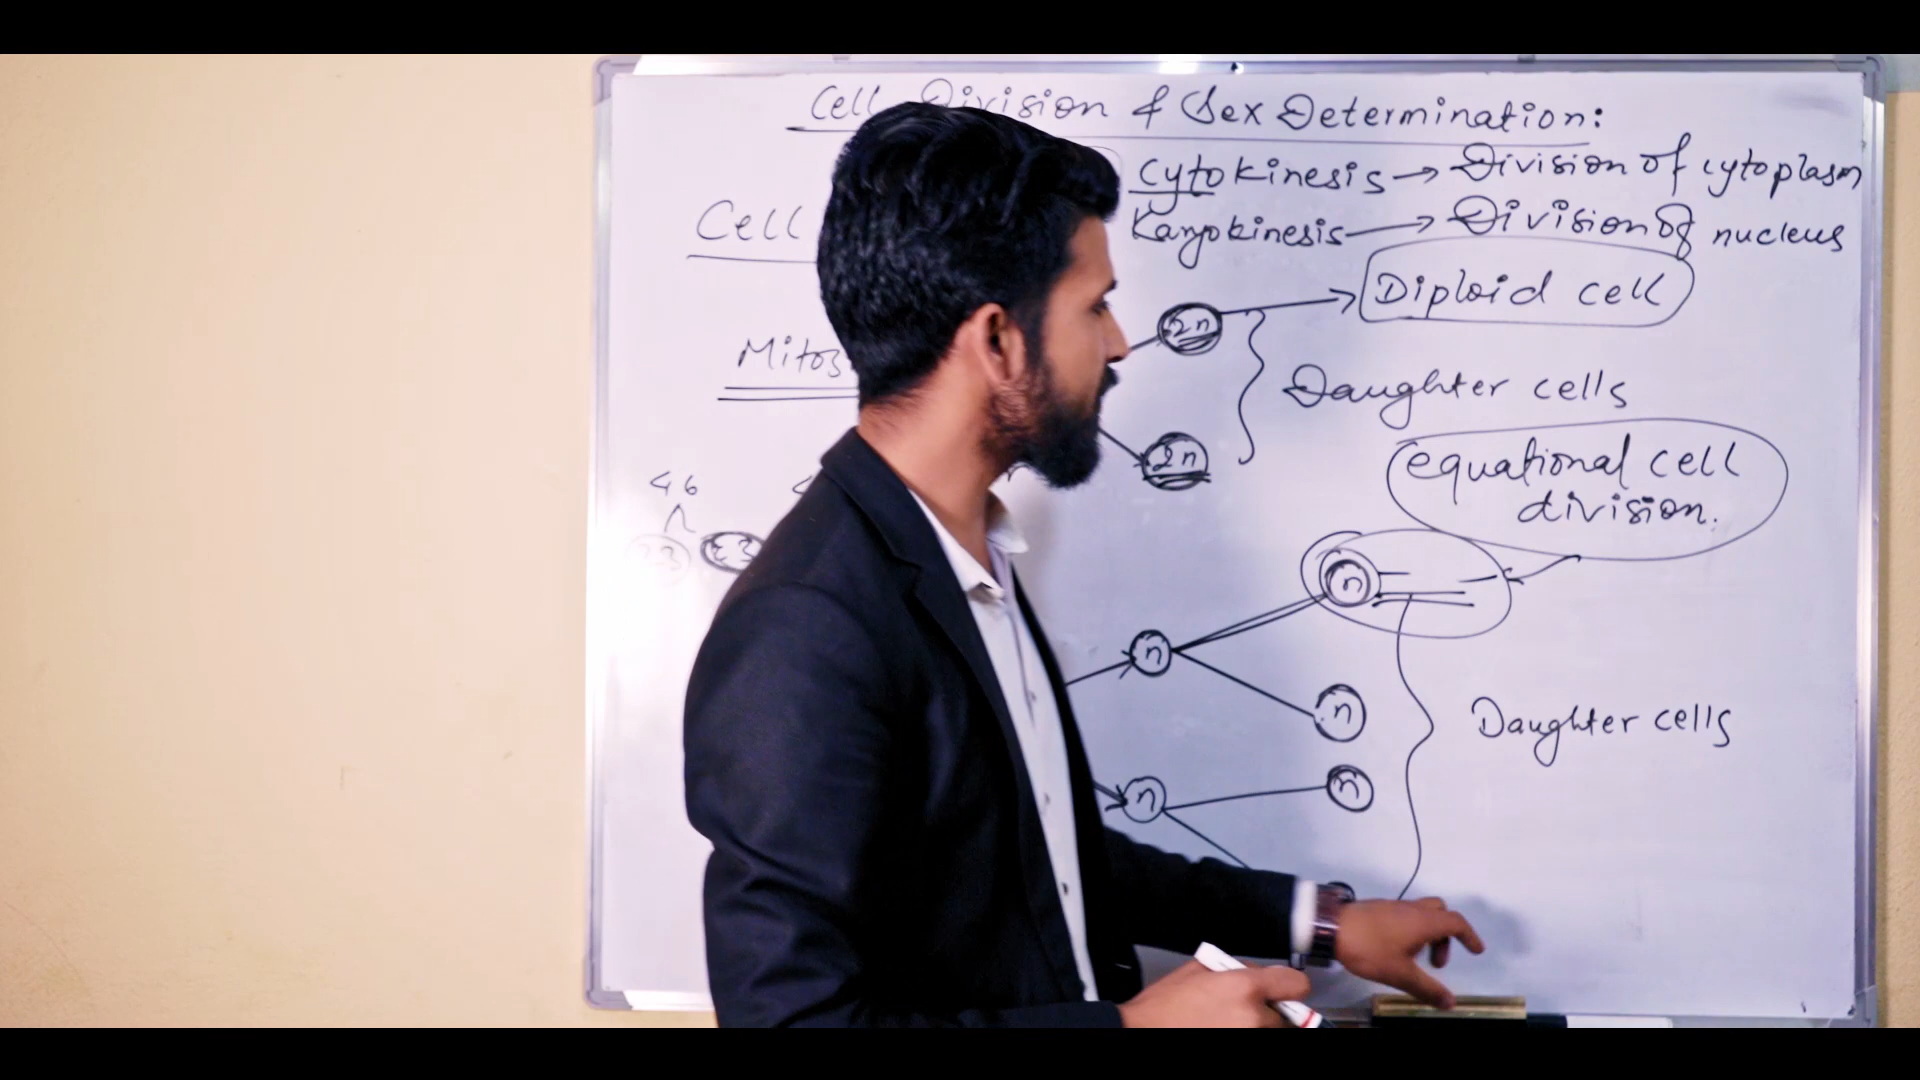 Cell Division & Sex Determination:
Cytokinesis → Division of cytoplasm
Karyokinesis → Division of nucleus
Cell
Diploid cell
2n
Mitos
Daughter cells
2n
equational cell
division.
46
23
n
n
n
Daughter cells
n
n